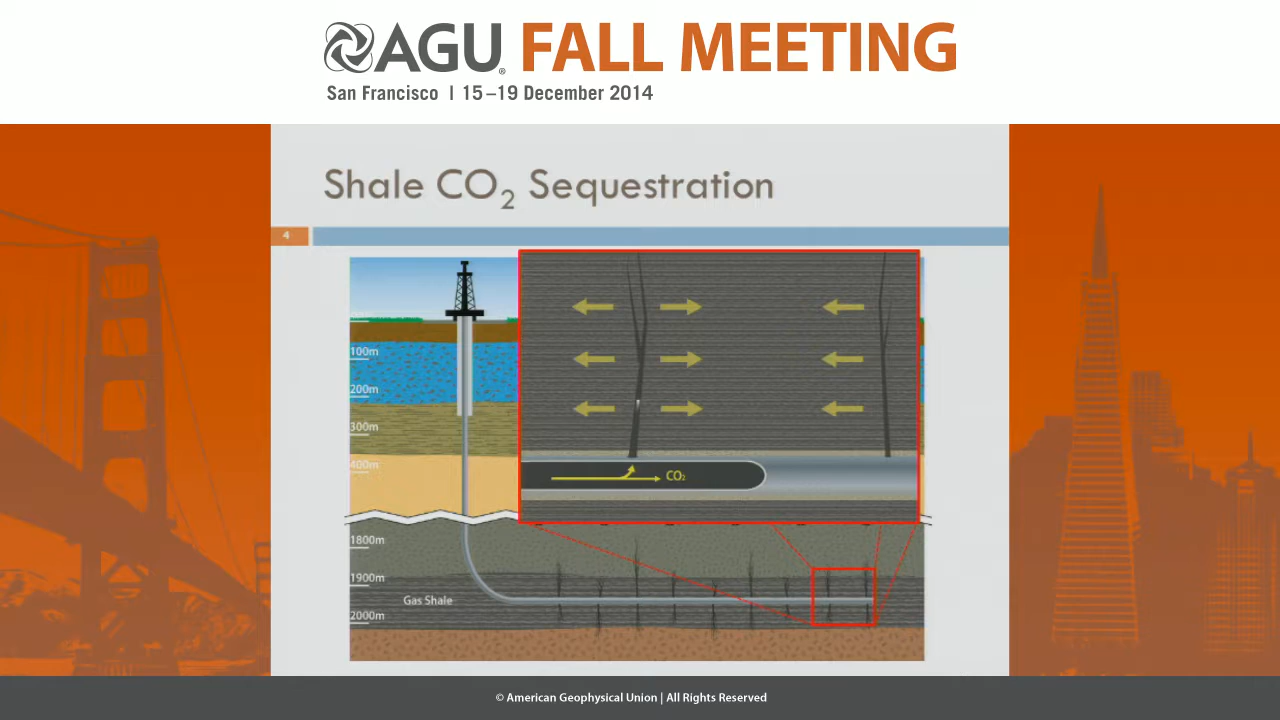 AGU® FALL MEETING
San Francisco | 15–19 December 2014
Shale CO2 Sequestration
4
100m
200m
300m
400m
CO2
1800m
1900m
Gas Shale
2000m
© American Geophysical Union | All Rights Reserved